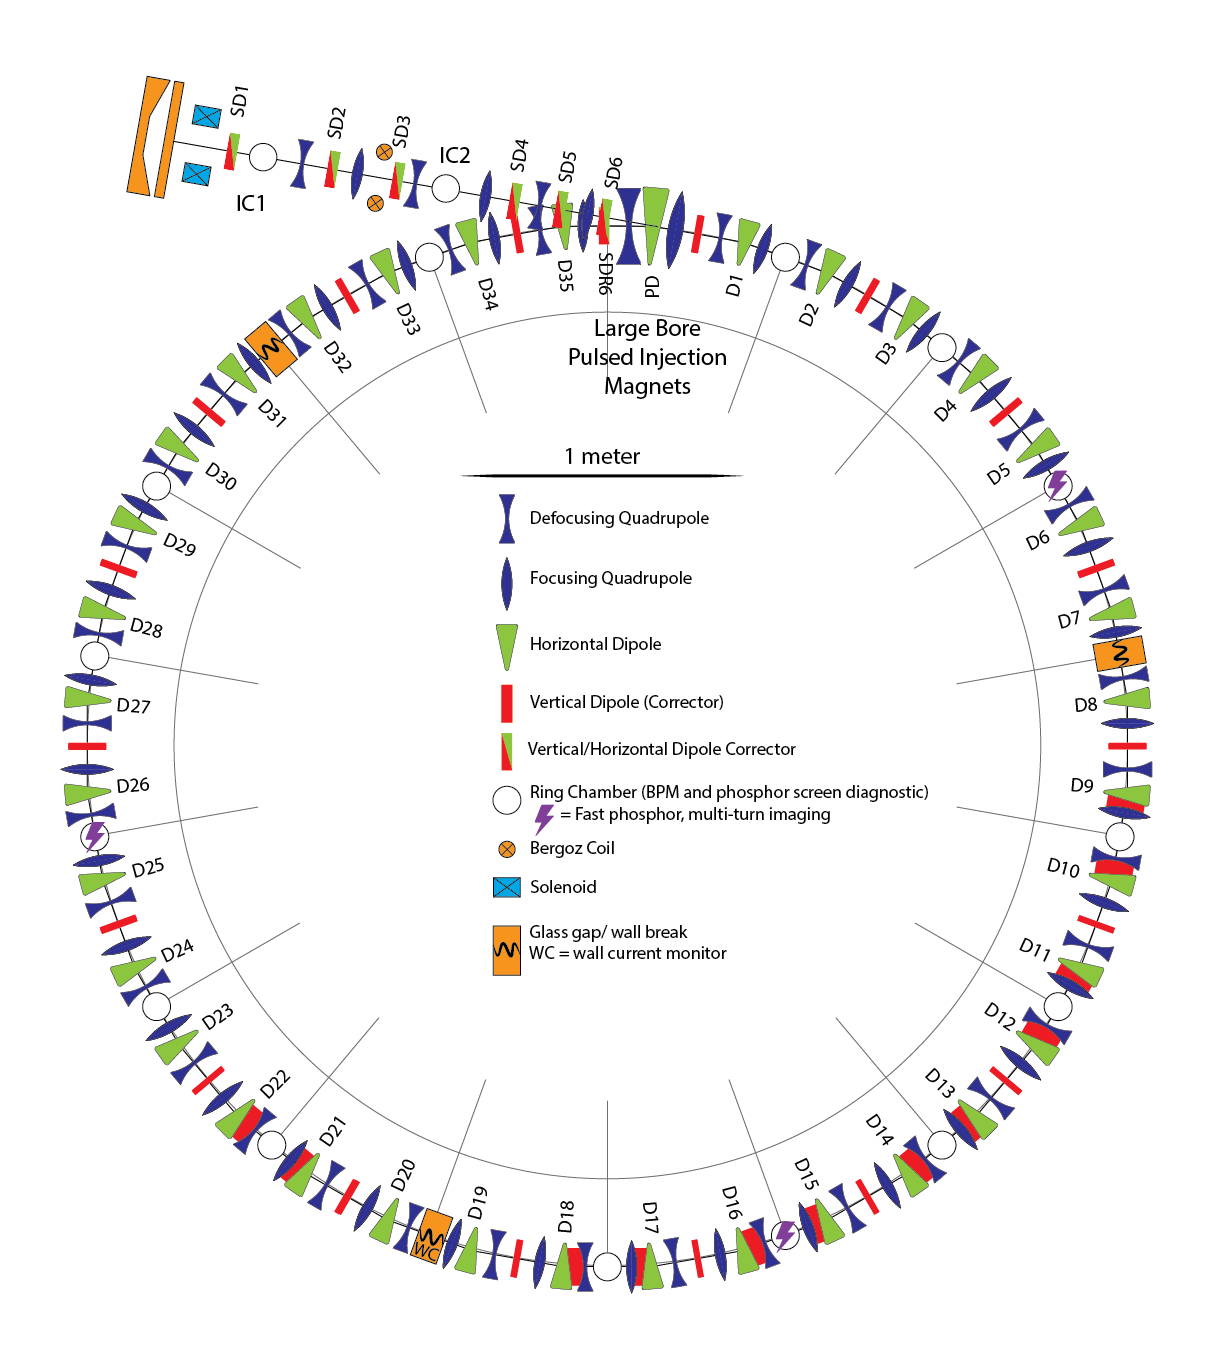 SD1
SD2
SD3
IC1
IC2
SD4
SD5
SD6
SDR6
PD
D1
D2
D3
D4
D5
D6
D7
D8
D9
D10
D11
D12
D13
D14
D15
D16
D17
D18
D19
D20
D21
D22
D23
D24
D25
D26
D27
D28
D29
D30
D31
D32
D33
D34
D35
WC
Large Bore
Pulsed Injection
Magnets
1 meter
Defocusing Quadrupole
Focusing Quadrupole
Horizontal Dipole
Vertical Dipole (Corrector)
Vertical/Horizontal Dipole Corrector
Ring Chamber (BPM and phosphor screen diagnostic)
= Fast phosphor, multi-turn imaging
Bergoz Coil
Solenoid
Glass gap/ wall break
WC = wall current monitor